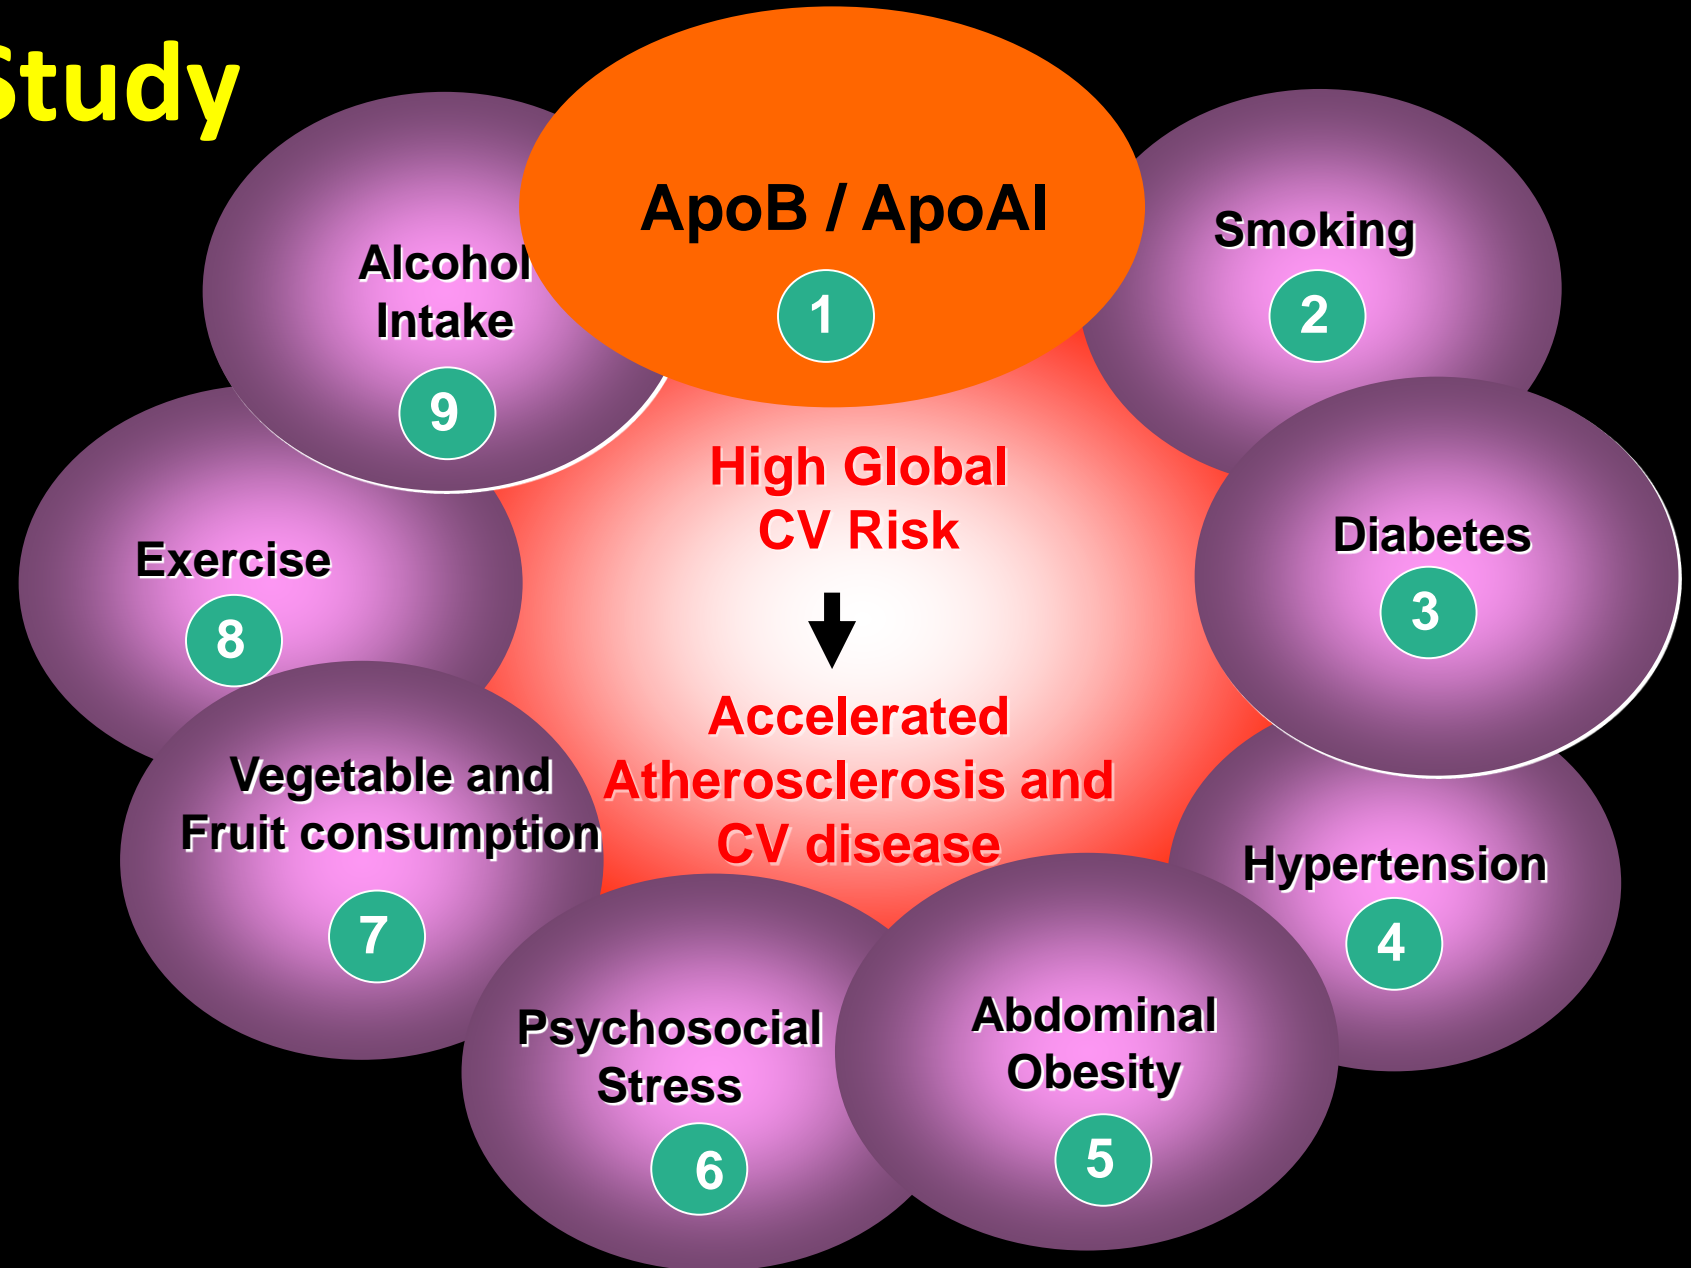 Study
ApoB / ApoAI
1
Smoking
2
Diabetes
3
Hypertension
4
Abdominal
Obesity
5
Psychosocial
Stress
6
Vegetable and
Fruit consumption
7
Exercise
8
Alcohol
Intake
9
High Global
CV Risk
Accelerated
Atherosclerosis and
CV disease